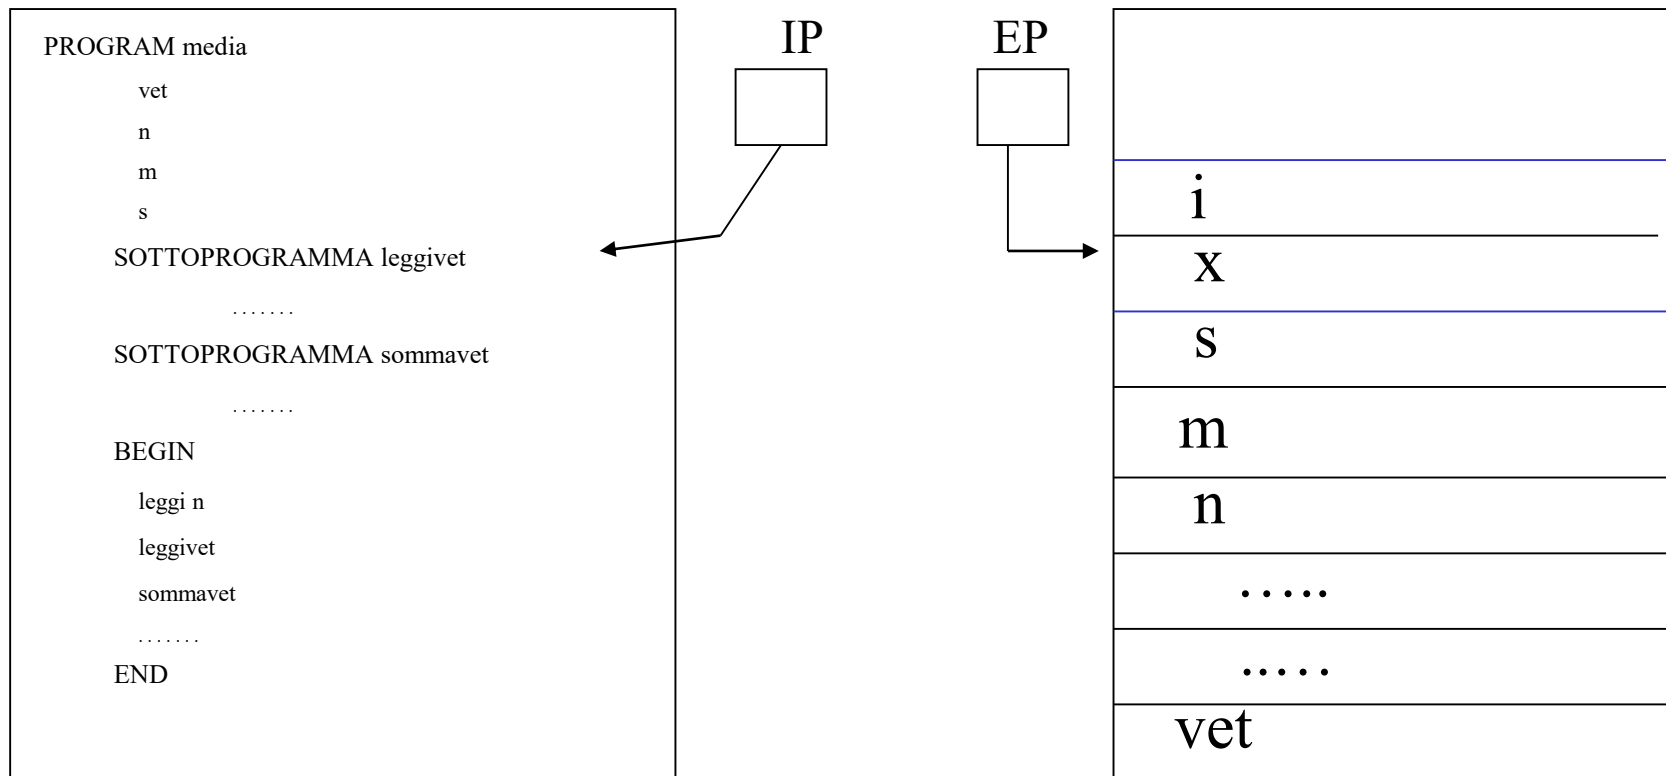 PROGRAM media
vet
n
m
s
SOTTOPROGRAMMA leggivet
.......
SOTTOPROGRAMMA sommavet
.......
BEGIN
leggi n
leggivet
sommavet
.......
END
IP
EP
i
x
s
m
n
.....
.....
vet